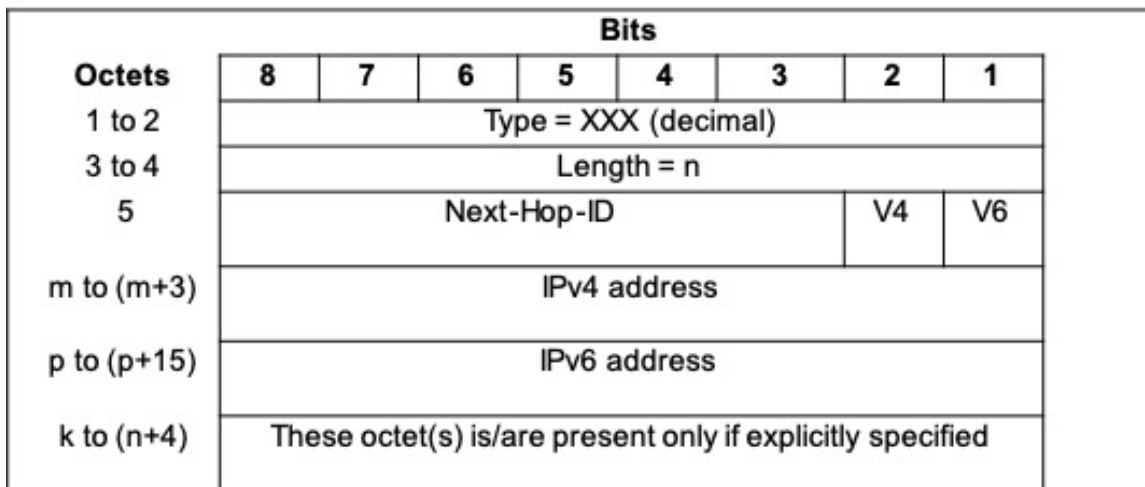 Bits
Octets 8 7 6 5 4 3 2 1
1 to 2 Type = XXX (decimal)
3 to 4 Length = n
5 Next-Hop-ID V4 V6
m to (m+3) IPv4 address
p to (p+15) IPv6 address
k to (n+4) These octet(s) is/are present only if explicitly specified